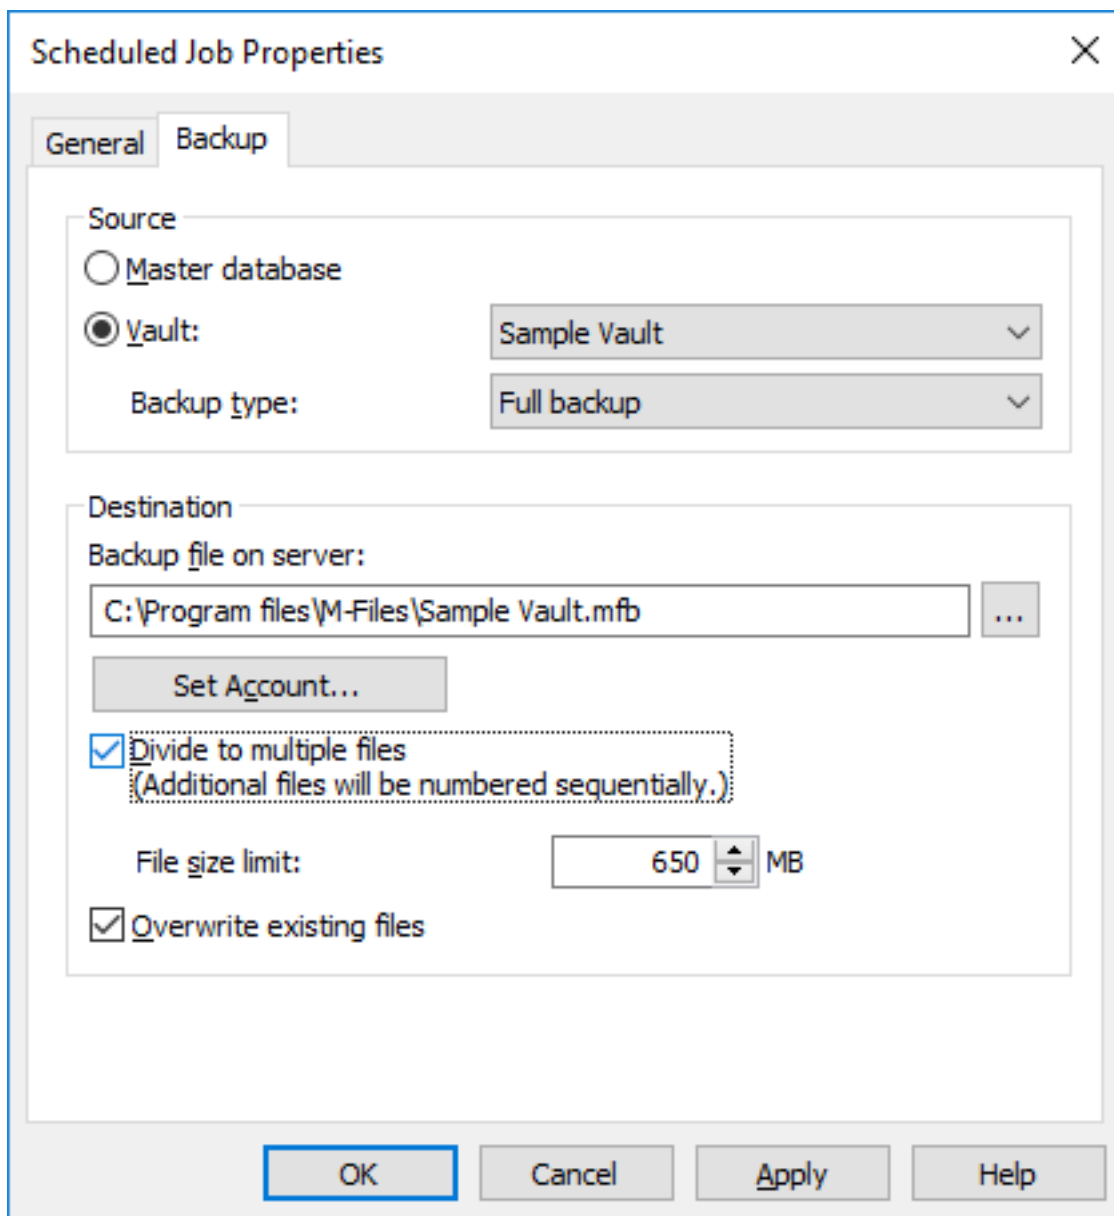 Scheduled Job Properties
General Backup
Source
Master database
Vault: Sample Vault
Backup type: Full backup
Destination
Backup file on server:
C:\Program files\M-Files\Sample Vault.mfb ...
Set Account...
Divide to multiple files
(Additional files will be numbered sequentially.)
File size limit: 650 MB
Overwrite existing files
OK Cancel Apply Help